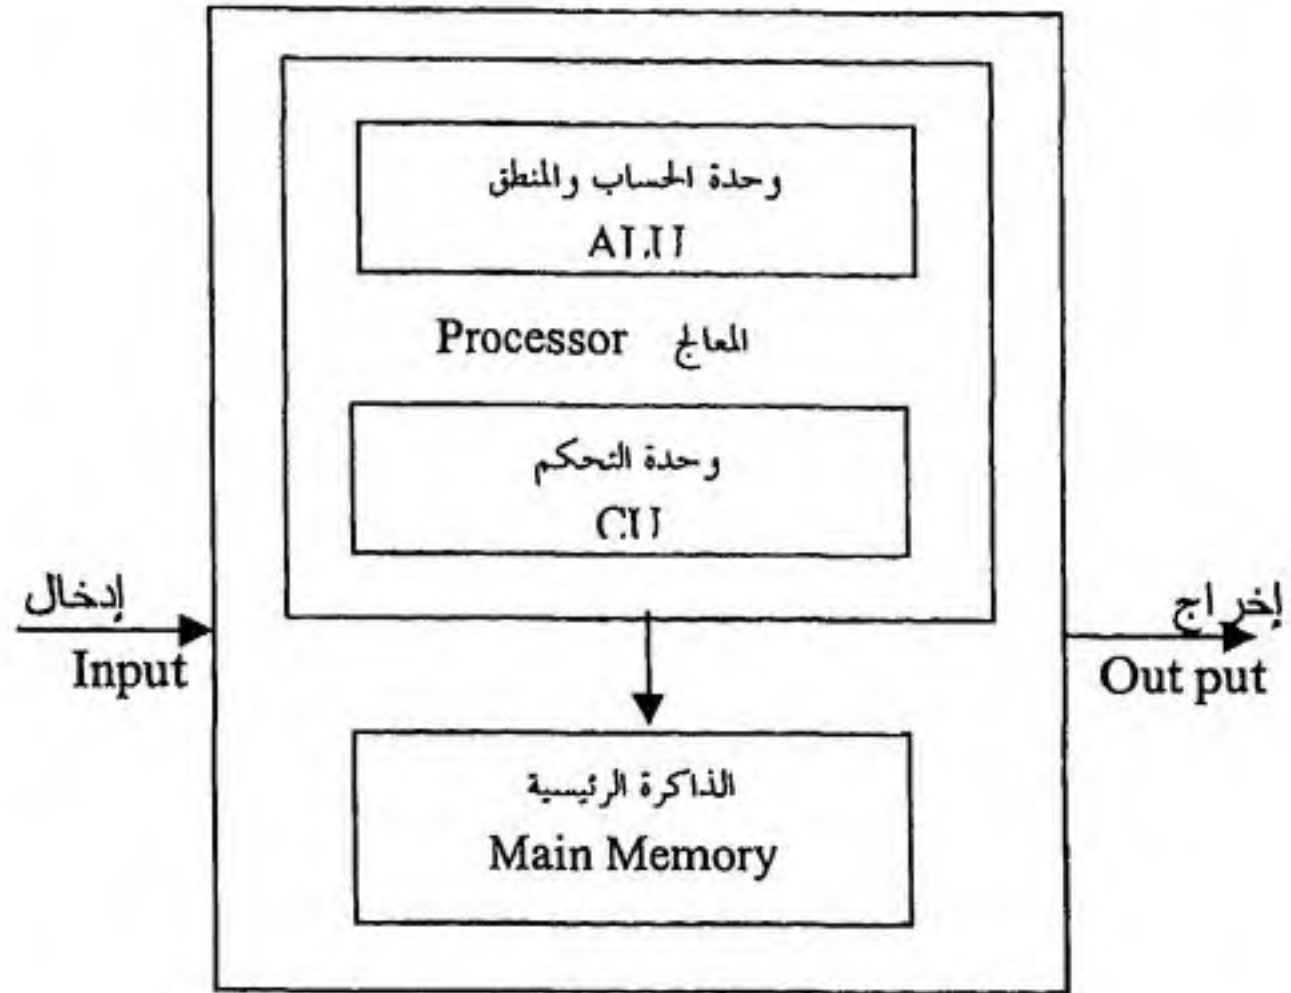 وحدة الحساب والمنطق
ALU
المعالج Processor
وحدة التحكم
CU
إدخال
Input
إخراج
Out put
الذاكرة الرئيسية
Main Memory